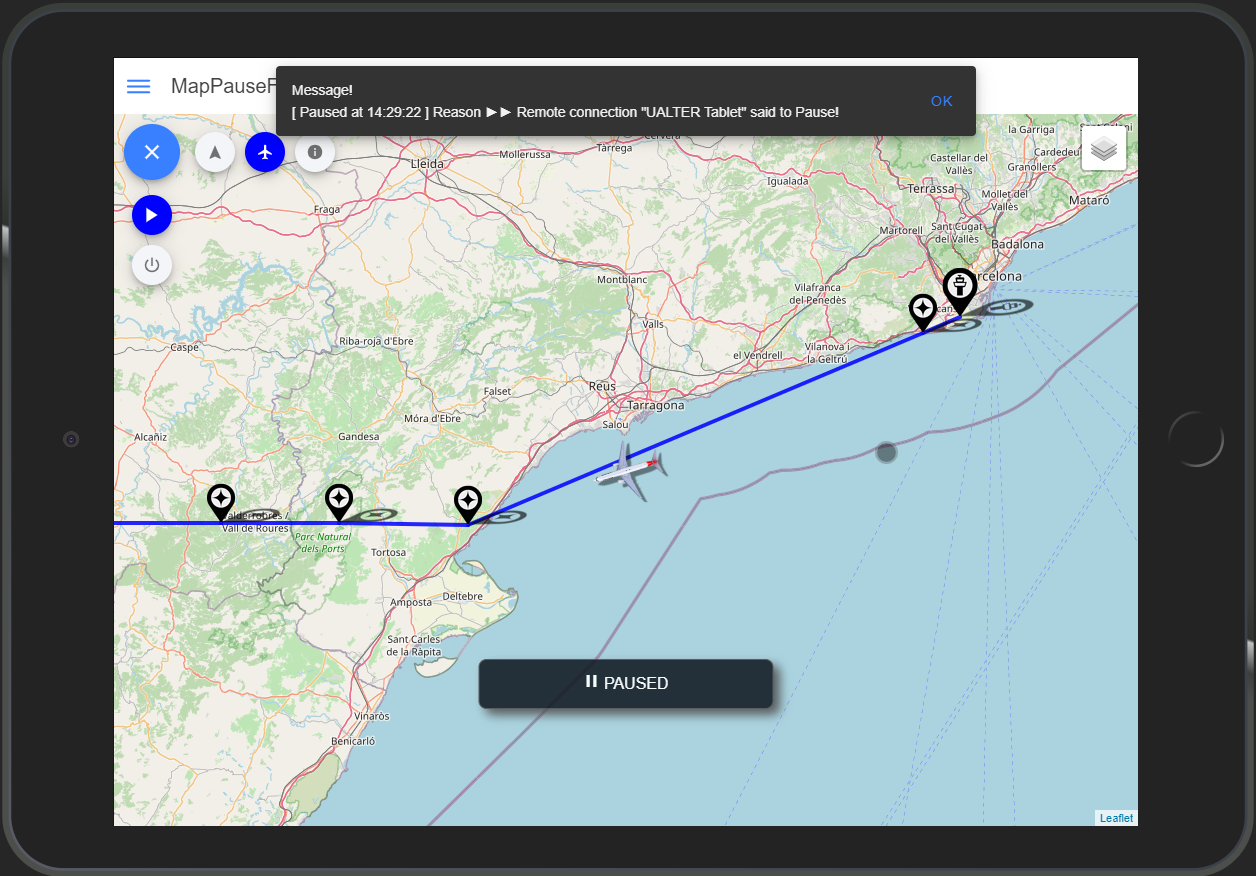 MapPauseF
Message!
[ Paused at 14:29:22 ] Reason ►► Remote connection "UALTER Tablet" said to Pause!
OK
Cervera
la Garriga
Sant Celoni
Lleida
Mollerussa
Tàrrega
Castellar del
Vallès
Cardedeu
Granollers
Igualada
Terrassa
Mollet del
Vallès
Mataró
Fraga
Martorell
Sant Cugat
del Vallès
Badalona
Montblanc
Barcelona
Vilafranca
del Penedès
Valls
Riba-roja d'Ebre
Caspe
el Vendrell
Vilanova i
la Geltrú
Falset
Reus
Tarragona
Móra d'Ebre
Salou
Alcañiz
Gandesa
Valderrobres /
Vall de Roures
Parc Natural
dels Ports
Tortosa
Amposta
Deltebre
Sant Carles
de la Ràpita
PAUSED
Vinaròs
Benicarló
Leaflet